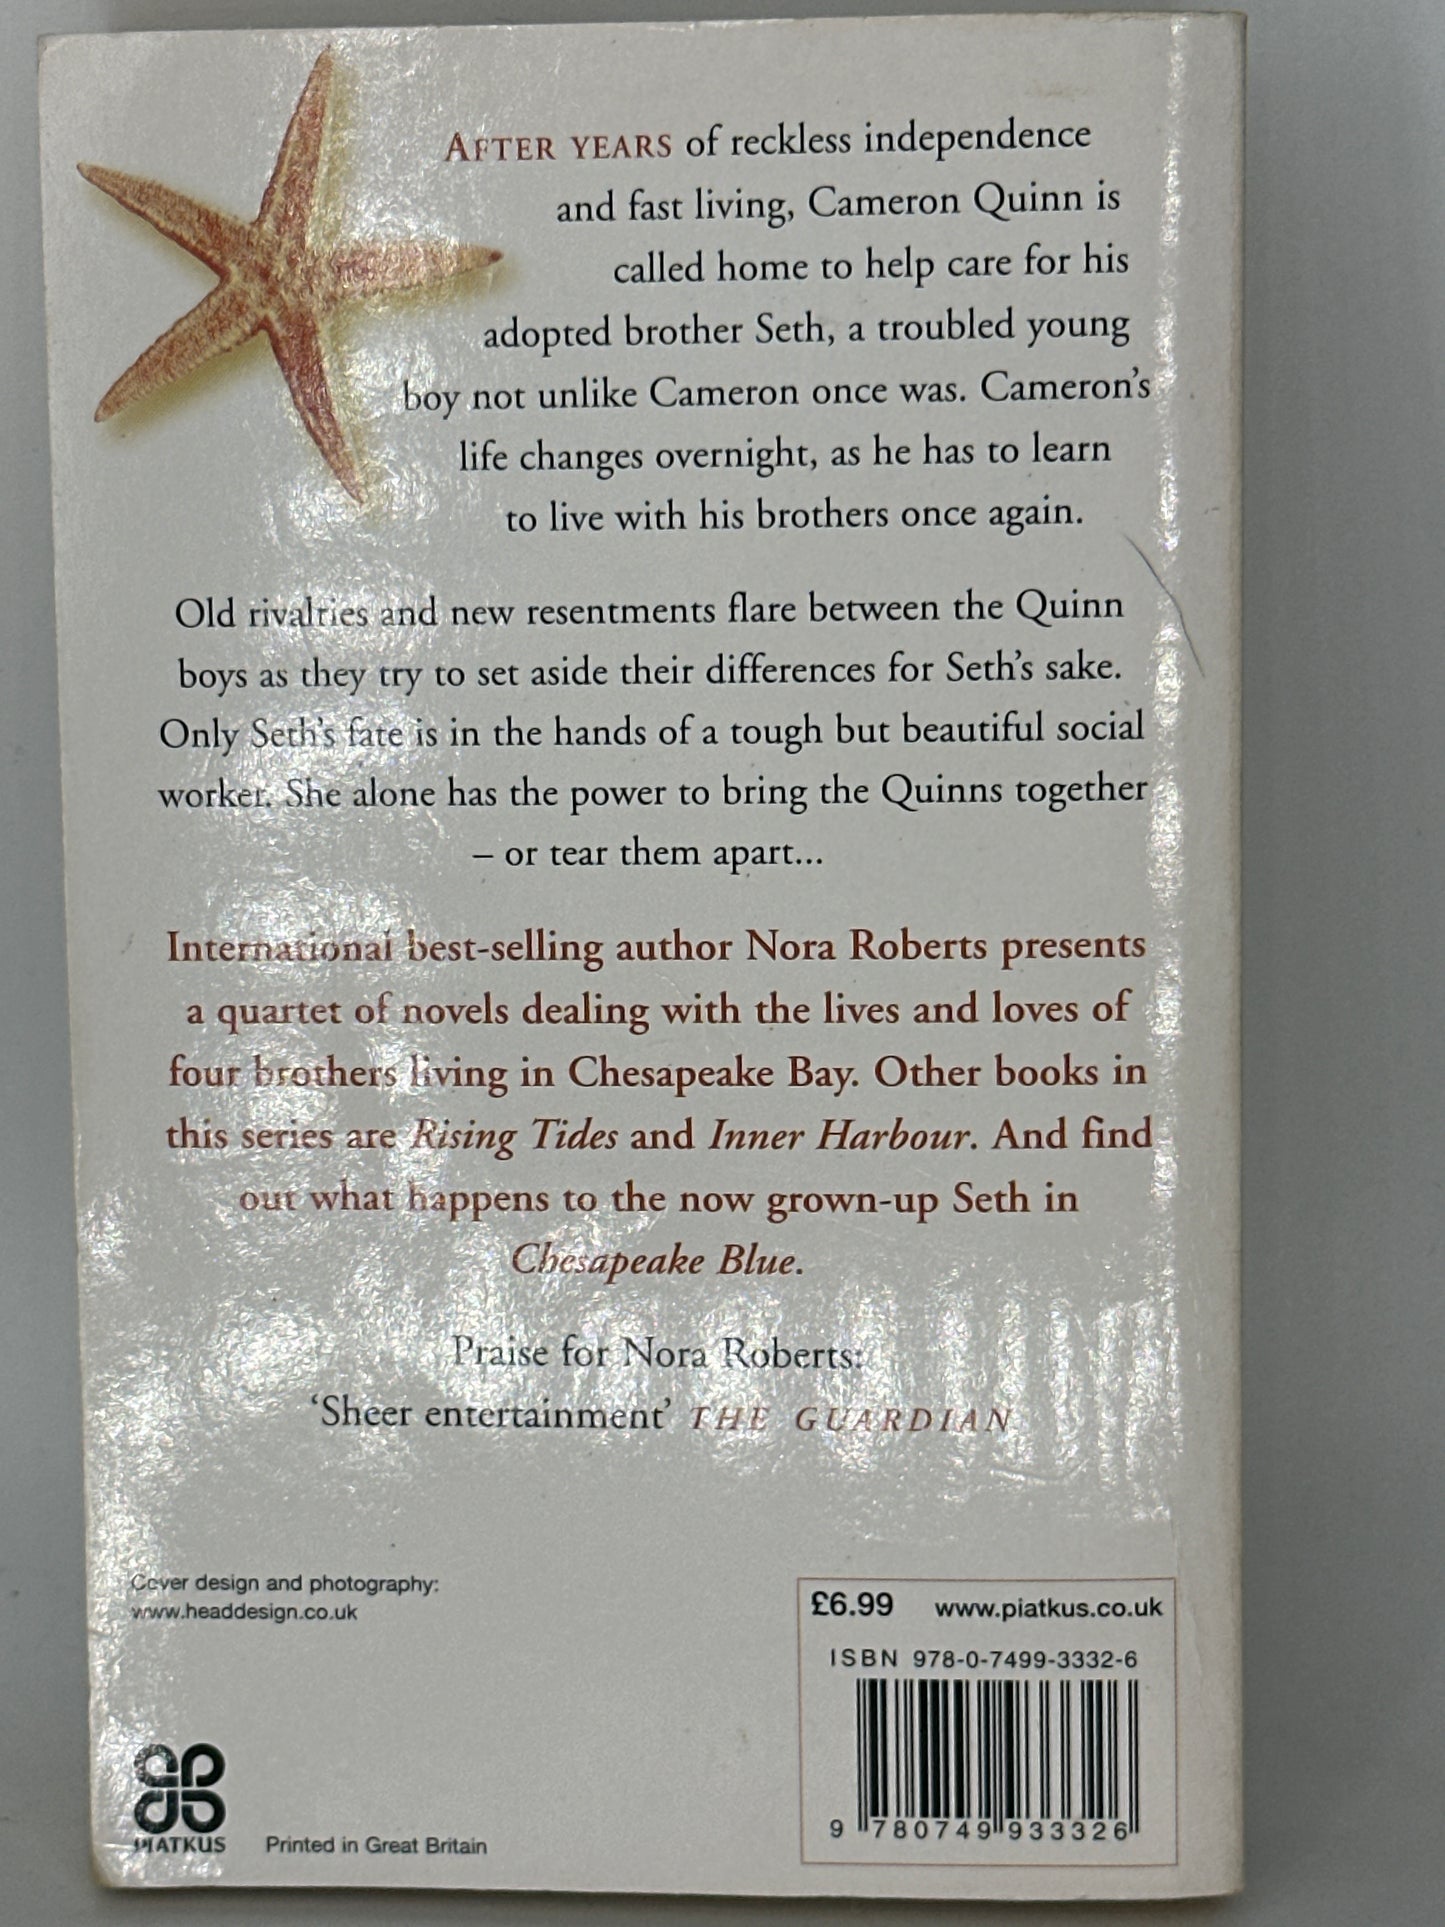 AFTER YEARS of reckless independence
and fast living, Cameron Quinn is
called home to help care for his
adopted brother Seth, a troubled young
boy not unlike Cameron once was. Cameron's
life changes overnight, as he has to learn
to live with his brothers once again.
Old rivalries and new resentments flare between the Quinn
boys as they try to set aside their differences for Seth's sake.
Only Seth's fate is in the hands of a tough but beautiful social
worker. She alone has the power to bring the Quinns together
– or tear them apart...
International best-selling author Nora Roberts presents
a quartet of novels dealing with the lives and loves of
four brothers living in Chesapeake Bay. Other books in
this series are Rising Tides and Inner Harbour. And find
out what happens to the now grown-up Seth in
Chesapeake Blue.
Praise for Nora Roberts:
'Sheer entertainment' THE GUARDIAN
Cover design and photography:
www.headdesign.co.uk
£6.99 www.piatkus.co.uk
ISBN 978-0-7499-3332-6
9 780749 933326
PIATKUS
Printed in Great Britain